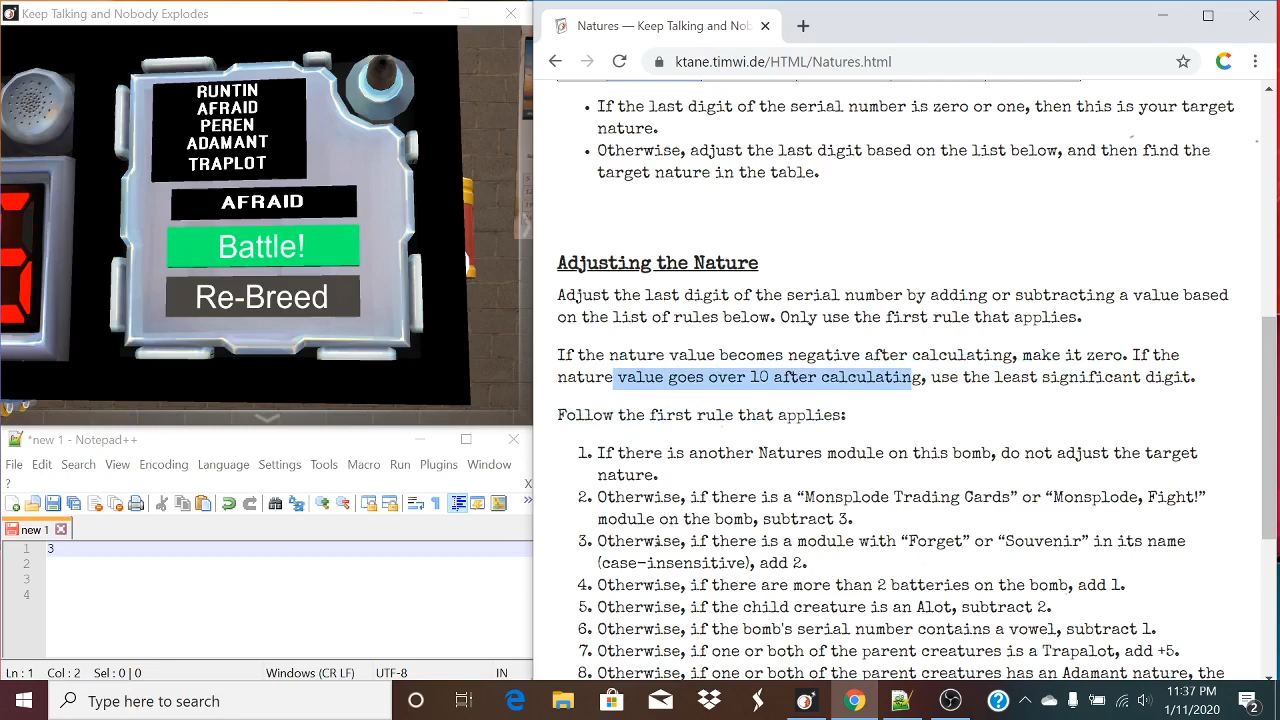 Keep Talking and Nobody Explodes
RUNTIN
AFRAID
PEREN
ADAMANT
TRAPLOT
AFRAID
Battle!
Re-Breed
*new 1 - Notepad++
File Edit Search View Encoding Language Settings Tools Macro Run Plugins Window
? X
new 1
1 3
2
3
4
Ln : 1 Col : 2 Sel : 0 | 0 Windows (CR LF) UTF-8 IN
Natures — Keep Talking and Nobody
ktane.timwi.de/HTML/Natures.html
• If the last digit of the serial number is zero or one, then this is your target
nature.
• Otherwise, adjust the last digit based on the list below, and then find the
target nature in the table.
Adjusting the Nature
Adjust the last digit of the serial number by adding or subtracting a value based
on the list of rules below. Only use the first rule that applies.
If the nature value becomes negative after calculating, make it zero. If the
nature value goes over 10 after calculating, use the least significant digit.
Follow the first rule that applies:
1. If there is another Natures module on this bomb, do not adjust the target
nature.
2. Otherwise, if there is a “Monsplode Trading Cards” or “Monsplode, Fight!”
module on the bomb, subtract 3.
3. Otherwise, if there is a module with “Forget” or “Souvenir” in its name
(case-insensitive), add 2.
4. Otherwise, if there are more than 2 batteries on the bomb, add 1.
5. Otherwise, if the child creature is an Alot, subtract 2.
6. Otherwise, if the bomb's serial number contains a vowel, subtract 1.
7. Otherwise, if one or both of the parent creatures is a Trapalot, add +5.
8. Otherwise, if one or both of the parent creatures has an Adamant nature, the
Type here to search
11:37 PM
1/11/2020
2